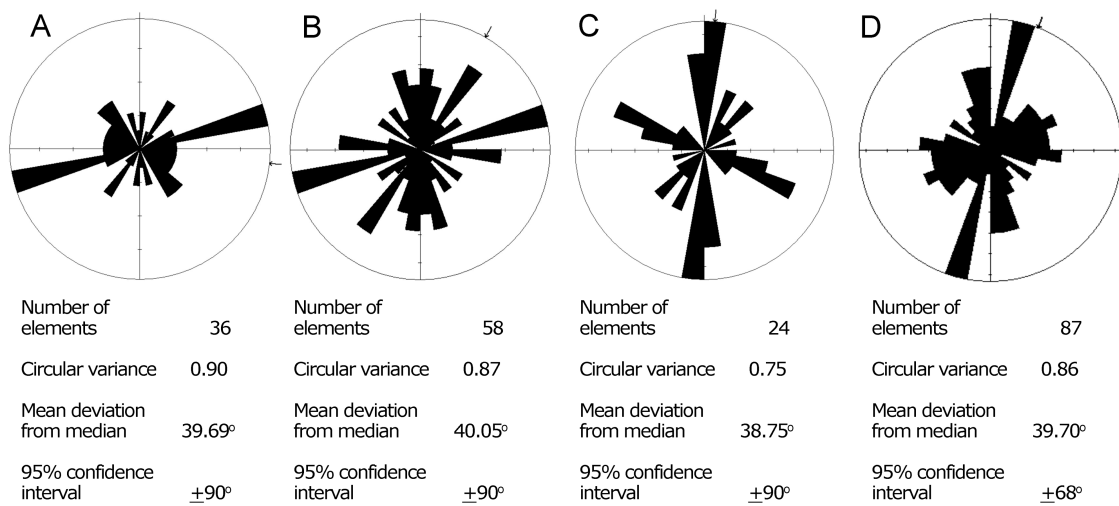 A B C D
Number of Number of Number of Number of
elements 36 elements 58 elements 24 elements 87
Circular variance 0.90 Circular variance 0.87 Circular variance 0.75 Circular variance 0.86
Mean deviation Mean deviation Mean deviation Mean deviation
from median 39.69° from median 40.05° from median 38.75° from median 39.70°
95% confidence 95% confidence 95% confidence 95% confidence
interval ±90° interval ±90° interval ±90° interval ±68°